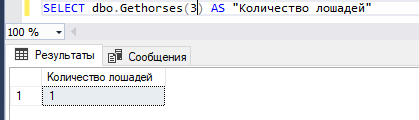 SELECT dbo.Gethorses(3) AS "Количество лошадей"
100 %
Результаты Сообщения
Количество лошадей
1 1